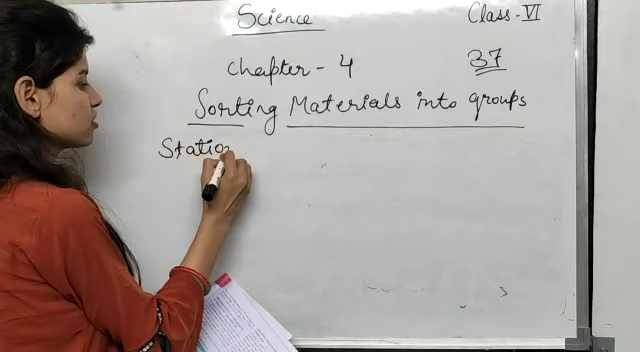 Science Class-VI
Chapter - 4 37
Sorting Materials into groups
Statio